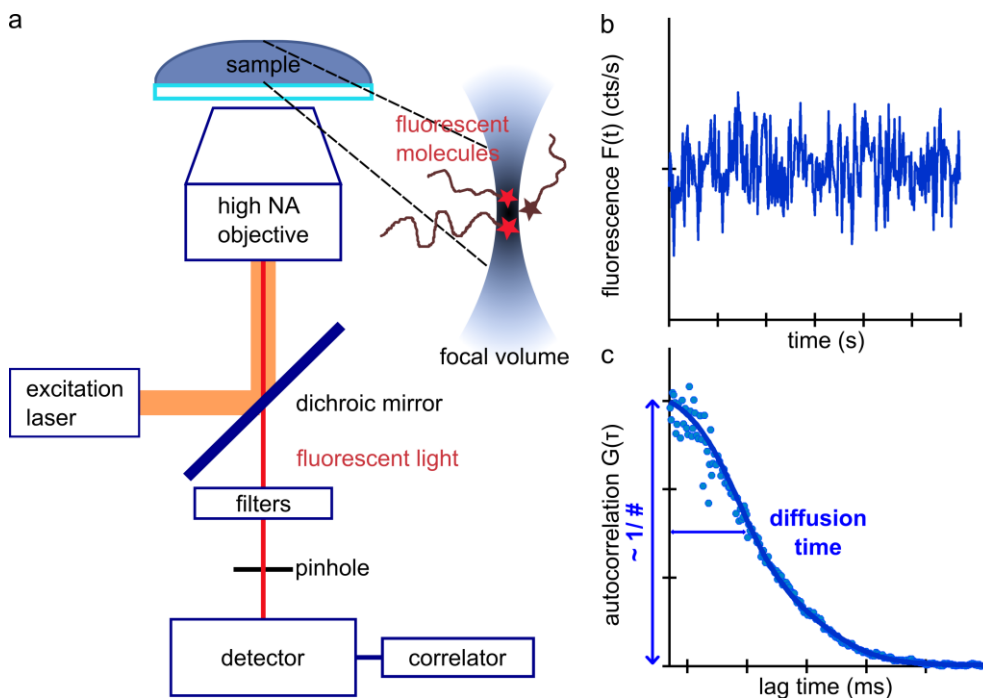 a
sample
fluorescent
molecules
high NA
objective
focal volume
excitation
laser
dichroic mirror
fluorescent light
filters
pinhole
detector
correlator
b
fluorescence F(t) (cts/s)
time (s)
c
autocorrelation G(τ)
~ 1/ #
diffusion
time
lag time (ms)